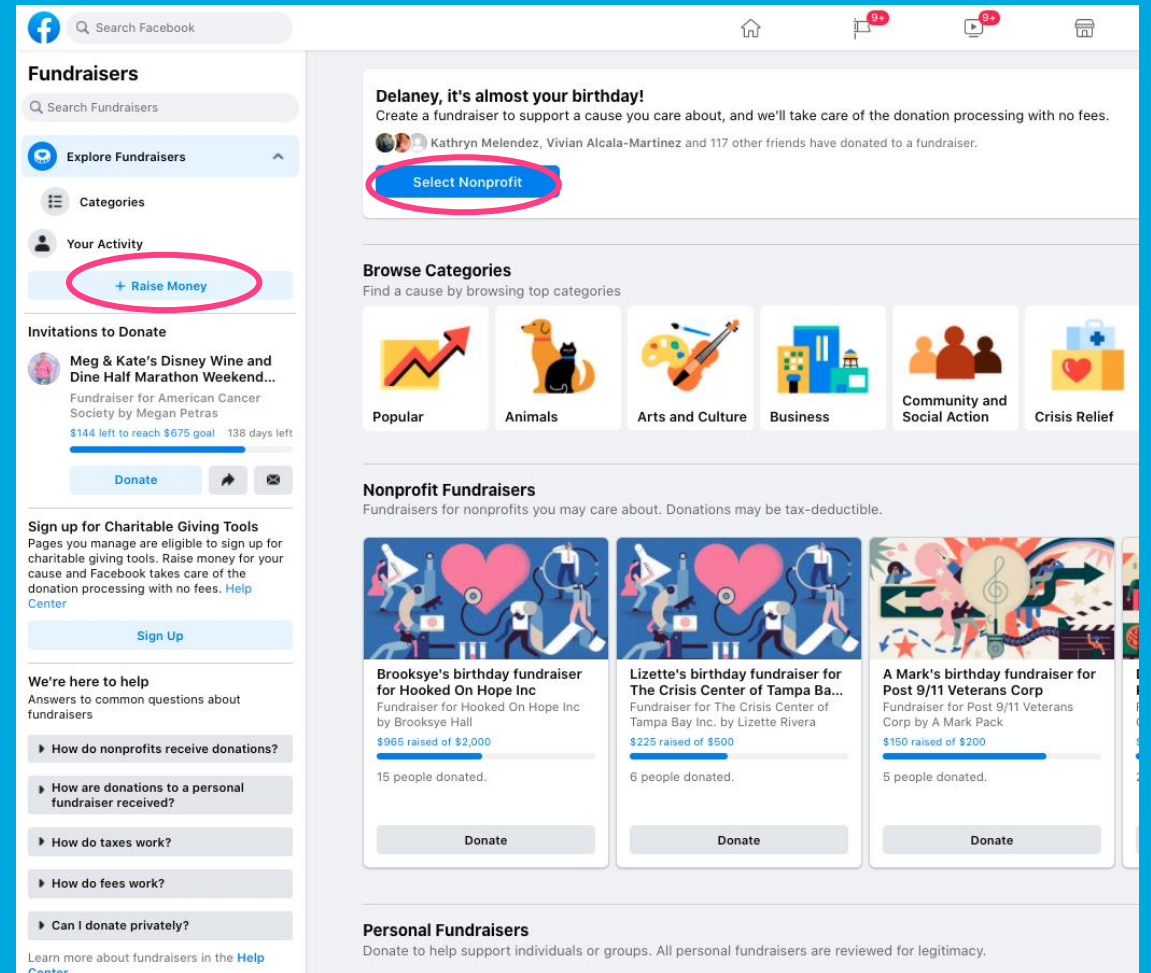 Search Facebook
9+
9+
Fundraisers
Search Fundraisers
Explore Fundraisers
Categories
Your Activity
+ Raise Money
Invitations to Donate
Meg & Kate's Disney Wine and
Dine Half Marathon Weekend...
Fundraiser for American Cancer
Society by Megan Petras
$144 left to reach $675 goal 138 days left
Donate
Sign up for Charitable Giving Tools
Pages you manage are eligible to sign up for
charitable giving tools. Raise money for your
cause and Facebook takes care of the
donation processing with no fees. Help
Center
Sign Up
We're here to help
Answers to common questions about
fundraisers
How do nonprofits receive donations?
How are donations to a personal
fundraiser received?
How do taxes work?
How do fees work?
Can I donate privately?
Learn more about fundraisers in the Help
Center
Delaney, it's almost your birthday!
Create a fundraiser to support a cause you care about, and we'll take care of the donation processing with no fees.
Kathryn Melendez, Vivian Alcala-Martinez and 117 other friends have donated to a fundraiser.
Select Nonprofit
Browse Categories
Find a cause by browsing top categories
Popular
Animals
Arts and Culture
Business
Community and
Social Action
Crisis Relief
Nonprofit Fundraisers
Fundraisers for nonprofits you may care about. Donations may be tax-deductible.
Brooksye's birthday fundraiser
for Hooked On Hope Inc
Fundraiser for Hooked On Hope Inc
by Brooksye Hall
$965 raised of $2,000
15 people donated.
Donate
Lizette's birthday fundraiser for
The Crisis Center of Tampa Ba...
Fundraiser for The Crisis Center of
Tampa Bay Inc. by Lizette Rivera
$225 raised of $500
6 people donated.
Donate
A Mark's birthday fundraiser for
Post 9/11 Veterans Corp
Fundraiser for Post 9/11 Veterans
Corp by A Mark Pack
$150 raised of $200
5 people donated.
Donate
Personal Fundraisers
Donate to help support individuals or groups. All personal fundraisers are reviewed for legitimacy.